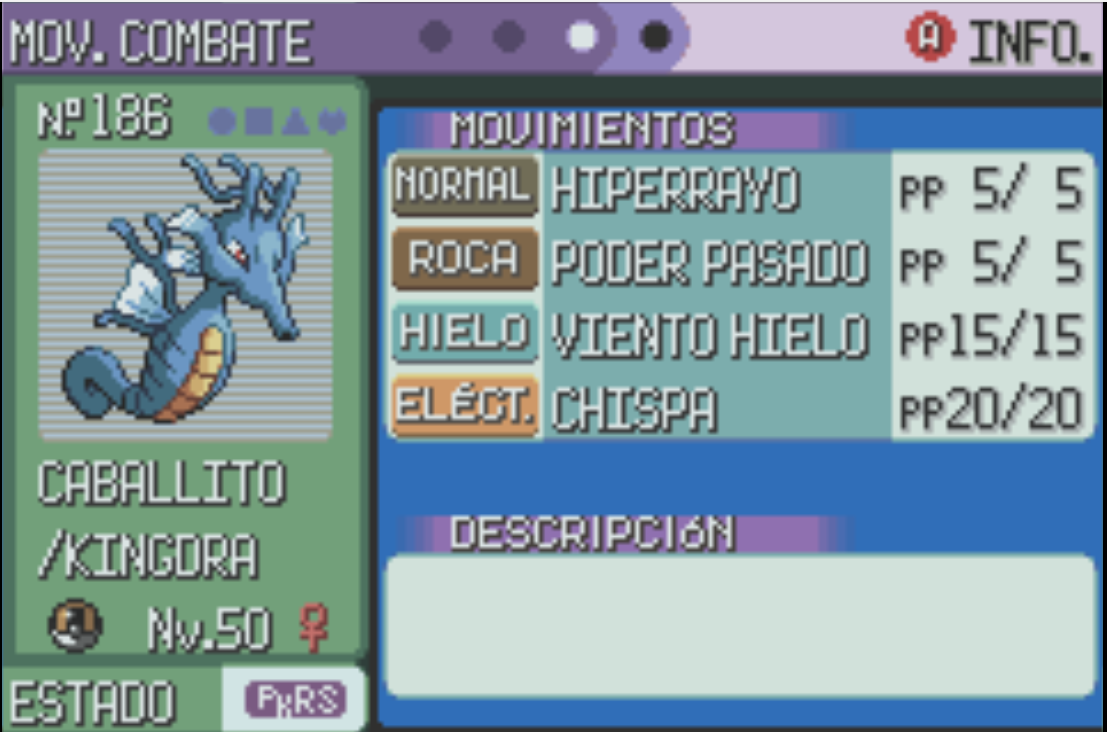 MOV. COMBATE
A INFO.
Nº186
MOVIMIENTOS
NORMAL HIPERRAYO PP 5/ 5
ROCA PODER PASADO PP 5/ 5
HIELO VIENTO HIELO PP15/15
ELÉCT. CHISPA PP20/20
CABALLITO
/KINGDRA
Nv.50 ♀
DESCRIPCIóN
ESTADO PKRS